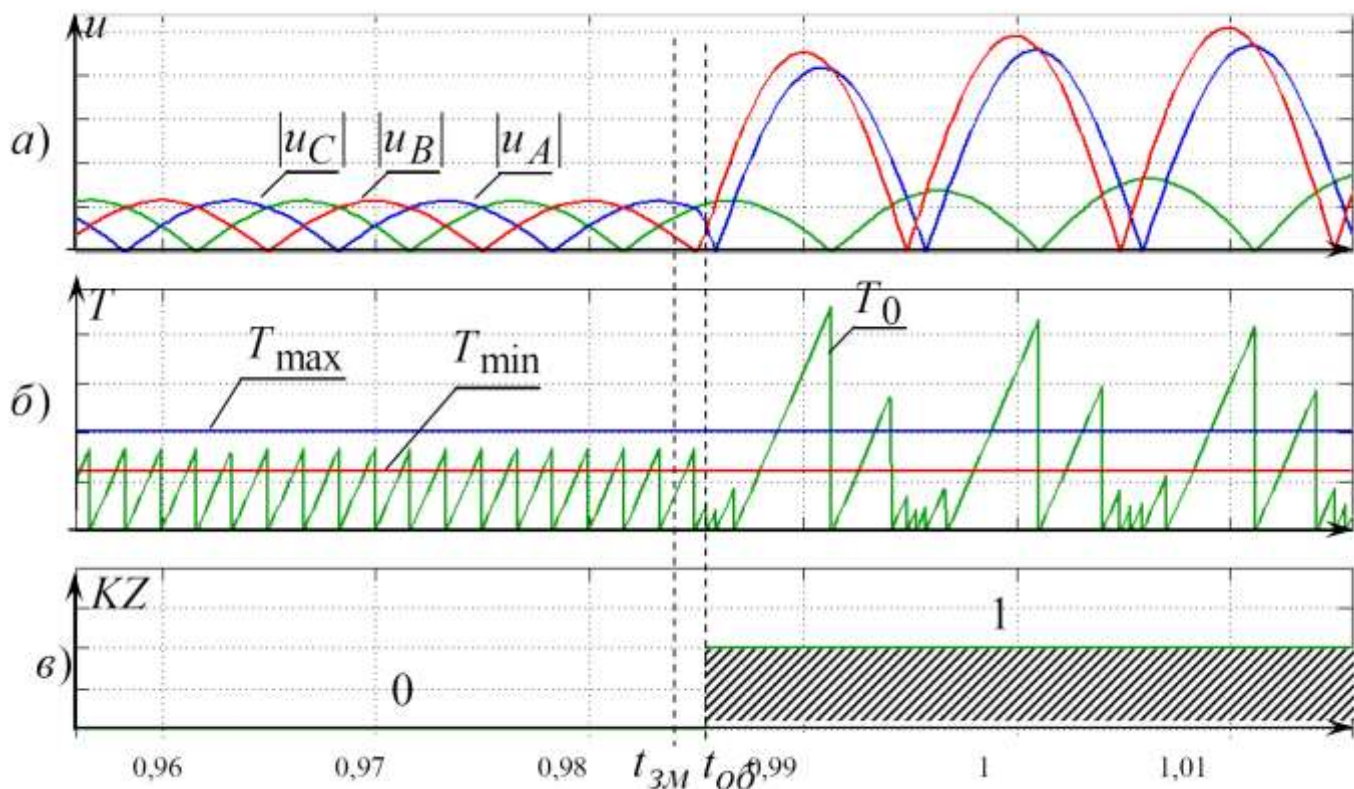 u
|u_C| |u_B| |u_A|
а)
T
T_max T_min T_0
б)
KZ
1
в)
0
0,96 0,97 0,98 t_зм t_об 0,99 1 1,01